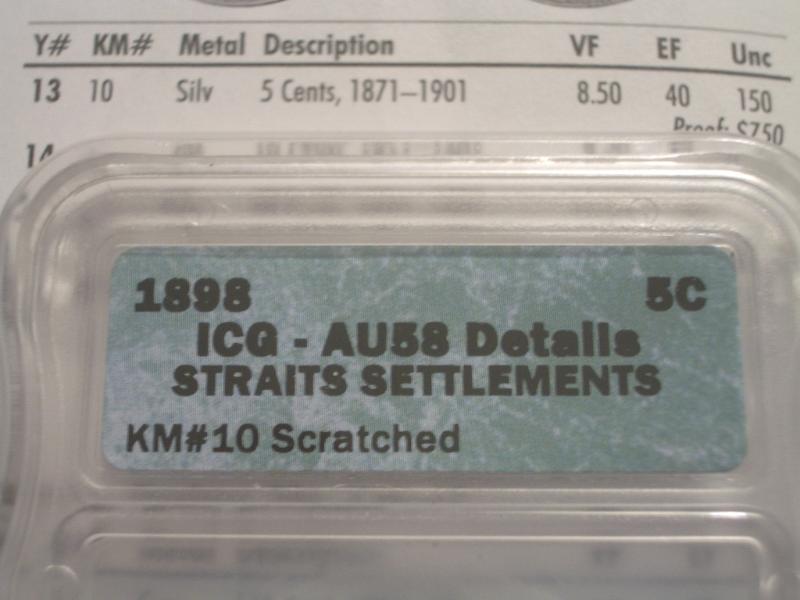 Y# KM# Metal Description VF EF Unc
13 10 Silv 5 Cents, 1871–1901 8.50 40 150
Proof: $750
14
1898 5C
ICG - AU58 Details
STRAITS SETTLEMENTS
KM#10 Scratched